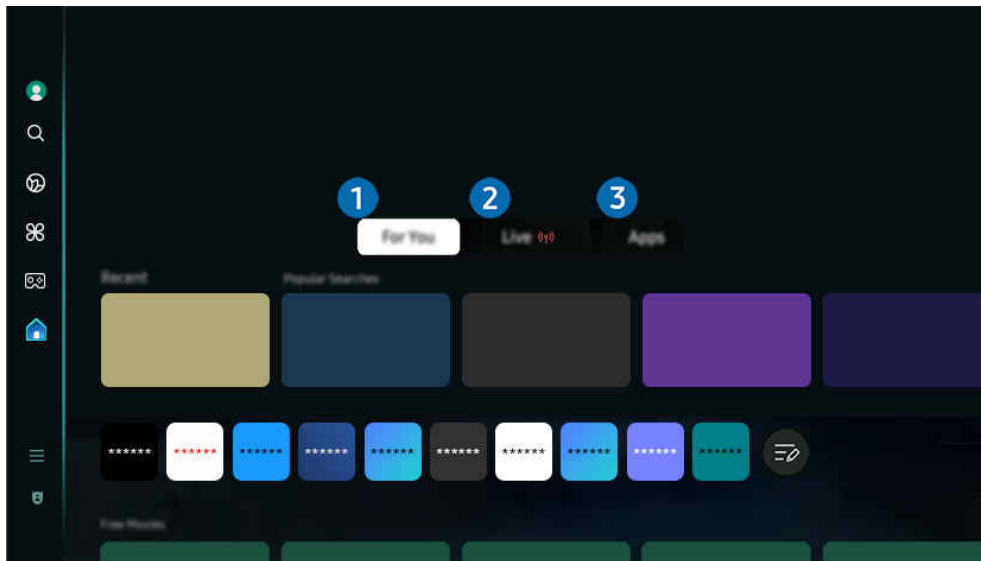 1 2 3
For You Live Apps
Recent Popular Searches
****** ****** ****** ****** ****** ****** ****** ****** ****** ******
Free Movies